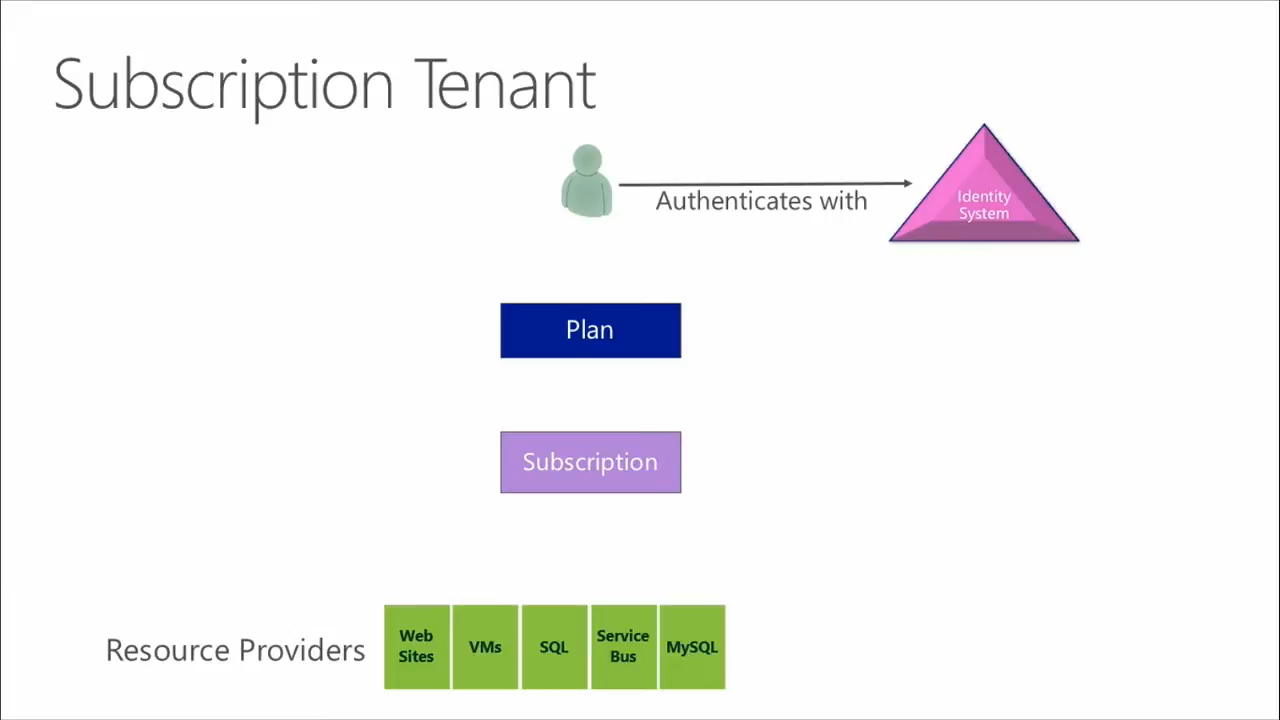 Subscription Tenant
Authenticates with
Identity
System
Plan
Subscription
Resource Providers
Web
Sites
VMs
SQL
Service
Bus
MySQL